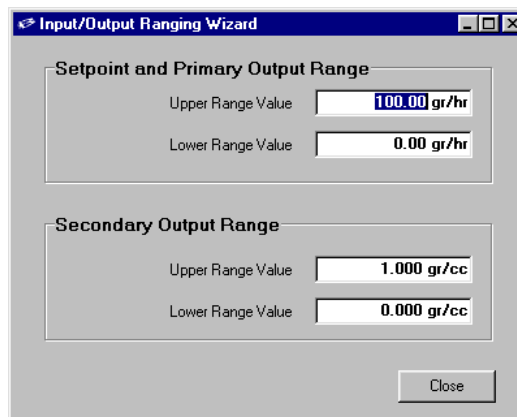 Input/Output Ranging Wizard
Setpoint and Primary Output Range
Upper Range Value 100.00 gr/hr
Lower Range Value 0.00 gr/hr
Secondary Output Range
Upper Range Value 1.000 gr/cc
Lower Range Value 0.000 gr/cc
Close